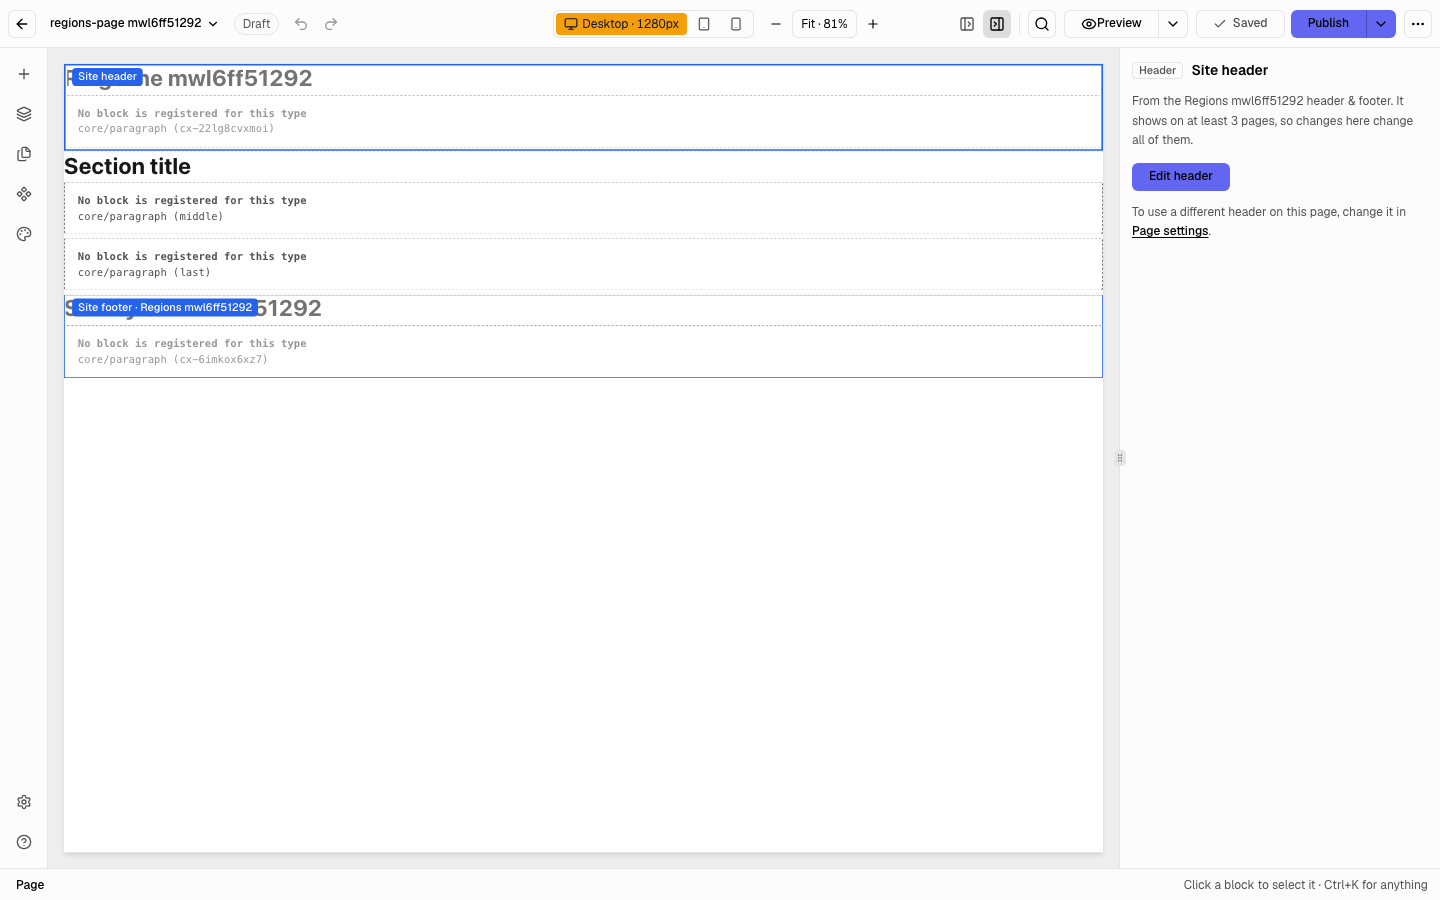 regions-page mwl6ff51292
Draft
Desktop · 1280px
Fit · 81%
Preview
Saved
Publish
Site header
mwl6ff51292
No block is registered for this type
core/paragraph (cx-22lg8cvxmoi)
Section title
No block is registered for this type
core/paragraph (middle)
No block is registered for this type
core/paragraph (last)
Site footer · Regions mwl6ff51292
51292
No block is registered for this type
core/paragraph (cx-6imkox6xz7)
Header
Site header
From the Regions mwl6ff51292 header & footer. It
shows on at least 3 pages, so changes here change
all of them.
Edit header
To use a different header on this page, change it in
Page settings.
Page
Click a block to select it · Ctrl+K for anything